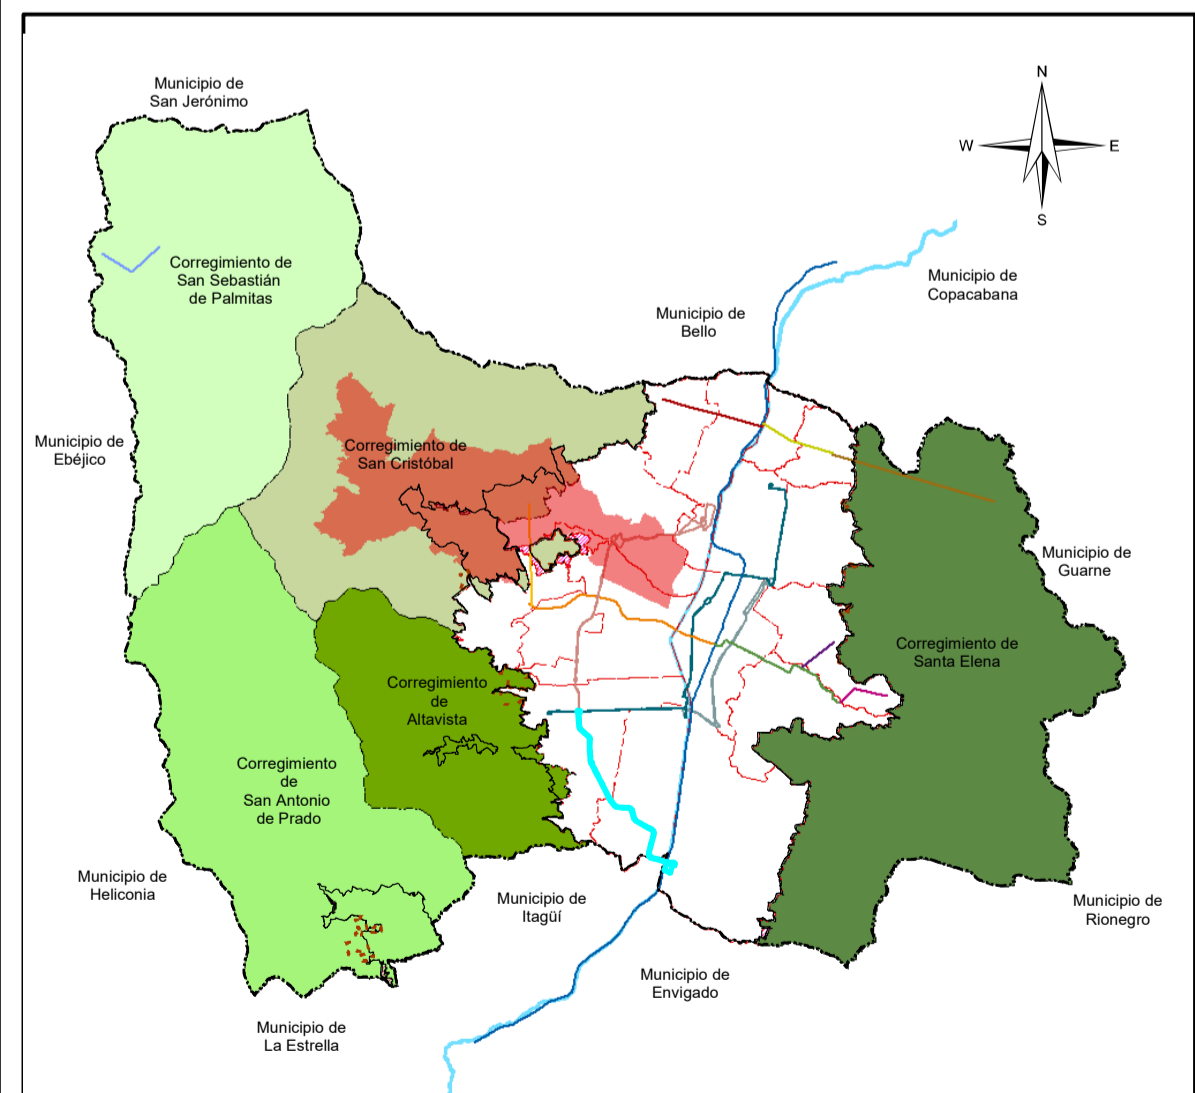 Municipio de
San Jerónimo
N
W
E
S
Corregimiento de
San Sebastián
de Palmitas
Municipio de
Copacabana
Municipio de
Bello
Municipio de
Ebéjico
Corregimiento de
San Cristóbal
Municipio de
Guarne
Corregimiento de
Santa Elena
Corregimiento
de
Altavista
Corregimiento
de
San Antonio
de Prado
Municipio de
Heliconia
Municipio de
Itagüí
Municipio de
Rionegro
Municipio de
Envigado
Municipio de
La Estrella